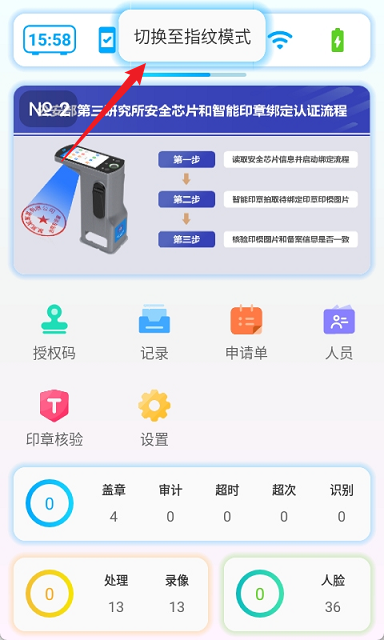 15:58
切换至指纹模式
№ 2
安部第三研究所安全芯片和智能印章绑定认证流程
第一步
读取安全芯片信息并启动绑定流程
第二步
智能印章拍取待绑定印章印模图片
第三步
核验印模图片和备案信息是否一致
授权码
记录
申请单
人员
印章核验
设置
0
盖章
审计
超时
超次
识别
4
0
0
0
0
0
处理
录像
13
13
0
人脸
36